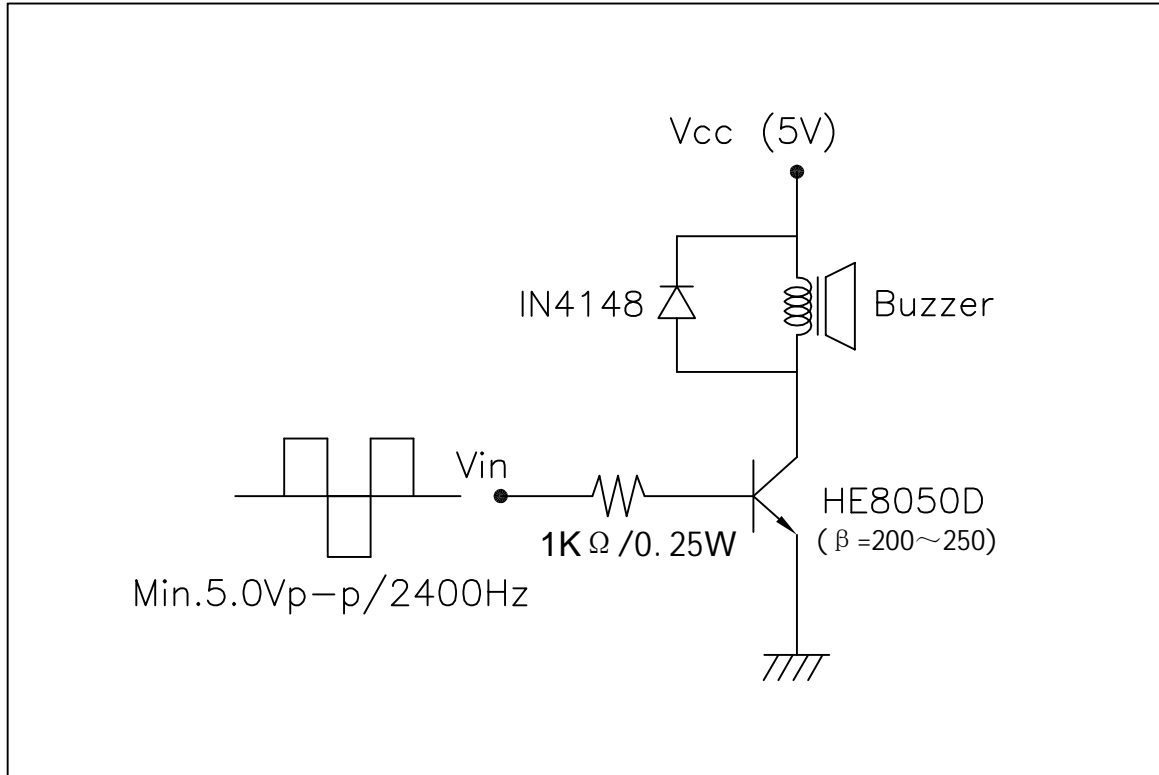 Vcc (5V)
IN4148
Buzzer
Vin
HE8050D
1KΩ/0.25W
(β=200～250)
Min.5.0Vp-p/2400Hz